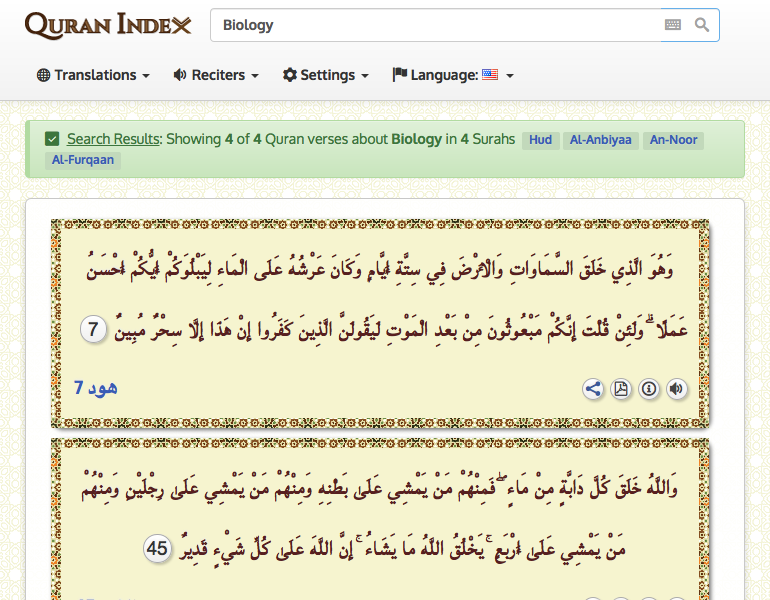 QURAN INDEX
Biology
Translations
Reciters
Settings
Language:
Search Results: Showing 4 of 4 Quran verses about Biology in 4 Surahs Hud Al-Anbiyaa An-Noor
Al-Furqaan
وَهُوَ الَّذِي خَلَقَ السَّمَاوَاتِ وَالْأَرْضَ فِي سِتَّةِ أَيَّامٍ وَكَانَ عَرْشُهُ عَلَى الْمَاءِ لِيَبْلُوَكُمْ أَيُّكُمْ أَحْسَنُ
عَمَلًا ۗ وَلَئِنْ قُلْتَ إِنَّكُمْ مَبْعُوثُونَ مِنْ بَعْدِ الْمَوْتِ لَيَقُولَنَّ الَّذِينَ كَفَرُوا إِنْ هَٰذَا إِلَّا سِحْرٌ مُبِينٌ 7
هود 7
وَاللَّهُ خَلَقَ كُلَّ دَابَّةٍ مِنْ مَاءٍ ۖ فَمِنْهُمْ مَنْ يَمْشِي عَلَىٰ بَطْنِهِ وَمِنْهُمْ مَنْ يَمْشِي عَلَىٰ رِجْلَيْنِ وَمِنْهُمْ
مَنْ يَمْشِي عَلَىٰ أَرْبَعٍ ۚ يَخْلُقُ اللَّهُ مَا يَشَاءُ ۚ إِنَّ اللَّهَ عَلَىٰ كُلِّ شَيْءٍ قَدِيرٌ 45